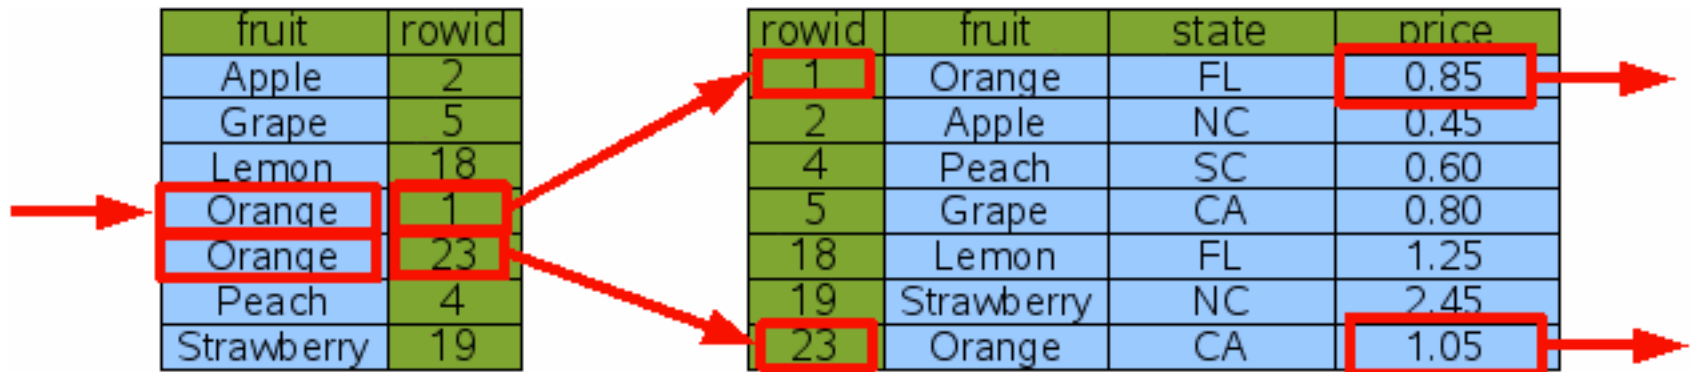 fruit rowid
Apple 2
Grape 5
Lemon 18
Orange 1
Orange 23
Peach 4
Strawberry 19
rowid fruit state price
1 Orange FL 0.85
2 Apple NC 0.45
4 Peach SC 0.60
5 Grape CA 0.80
18 Lemon FL 1.25
19 Strawberry NC 2.45
23 Orange CA 1.05